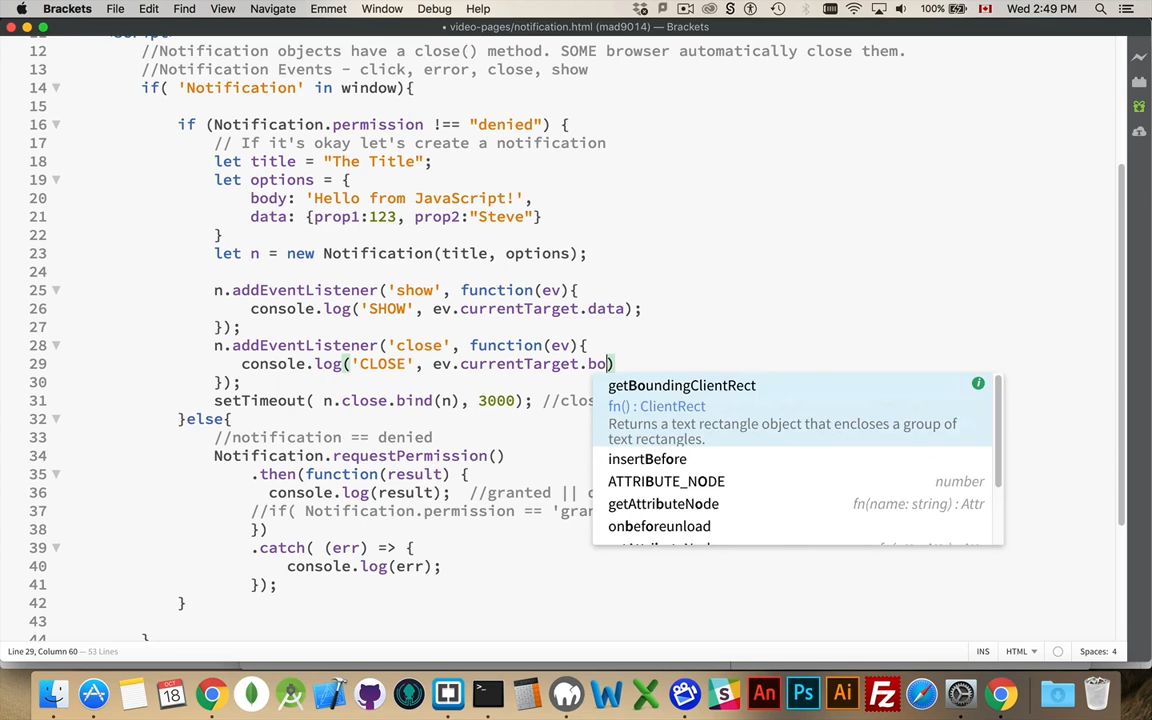 Brackets File Edit Find View Navigate Emmet Window Debug Help 100% Wed 2:49 PM
• video-pages/notification.html (mad9014) — Brackets
12 //Notification objects have a close() method. SOME browser automatically close them.
13 //Notification Events – click, error, close, show
14 if( 'Notification' in window){
15
16 if (Notification.permission !== "denied") {
17 // If it's okay let's create a notification
18 let title = "The Title";
19 let options = {
20 body: 'Hello from JavaScript!',
21 data: {prop1:123, prop2:"Steve"}
22 }
23 let n = new Notification(title, options);
24
25 n.addEventListener('show', function(ev){
26 console.log('SHOW', ev.currentTarget.data);
27 });
28 n.addEventListener('close', function(ev){
29 console.log('CLOSE', ev.currentTarget.bo)
30 });
31 setTimeout( n.close.bind(n), 3000); //clos
32 }else{
33 //notification == denied
34 Notification.requestPermission()
35 .then(function(result) {
36 console.log(result); //granted || d
37 //if( Notification.permission == 'gran
38 })
39 .catch( (err) => {
40 console.log(err);
41 });
42 }
43
44 }
getBoundingClientRect
fn() : ClientRect
Returns a text rectangle object that encloses a group of
text rectangles.
insertBefore
ATTRIBUTE_NODE number
getAttributeNode fn(name: string) : Attr
onbeforeunload
Line 29, Column 60 — 53 Lines
INS HTML Spaces: 4
OCT
18
An
Ps
Ai